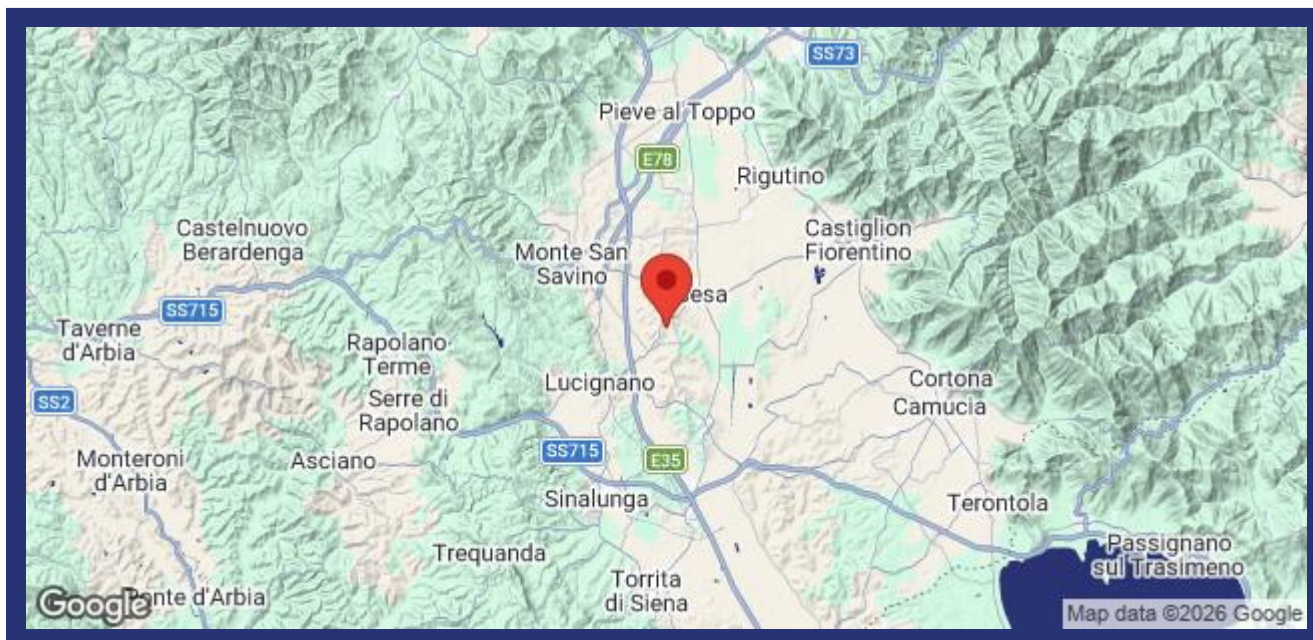 SS73
Pieve al Toppo
E78
Rigutino
Castelnuovo
Berardenga
Monte San
Savino
Castiglion
Fiorentino
SS715
Taverne
d'Arbia
Rapolano
Terme
Lucignano
Cortona
Camucia
SS2
Serre di
Rapolano
Monteroni
d'Arbia
Asciano
SS715
E35
Sinalunga
Terontola
Trequanda
Passignano
sul Trasimeno
Torrita
di Siena
Google
d'Arbia
Map data ©2026 Google